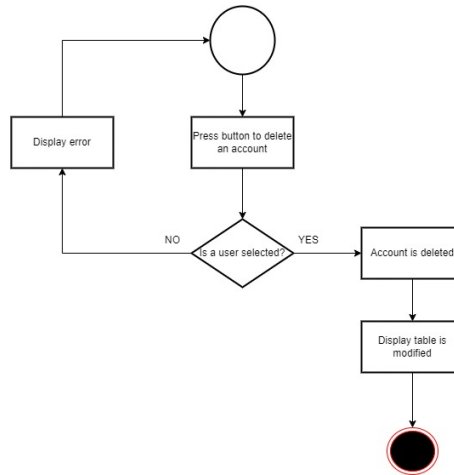 Display error
Press button to delete
an account
NO
Is a user selected?
YES
Account is deleted
Display table is
modified